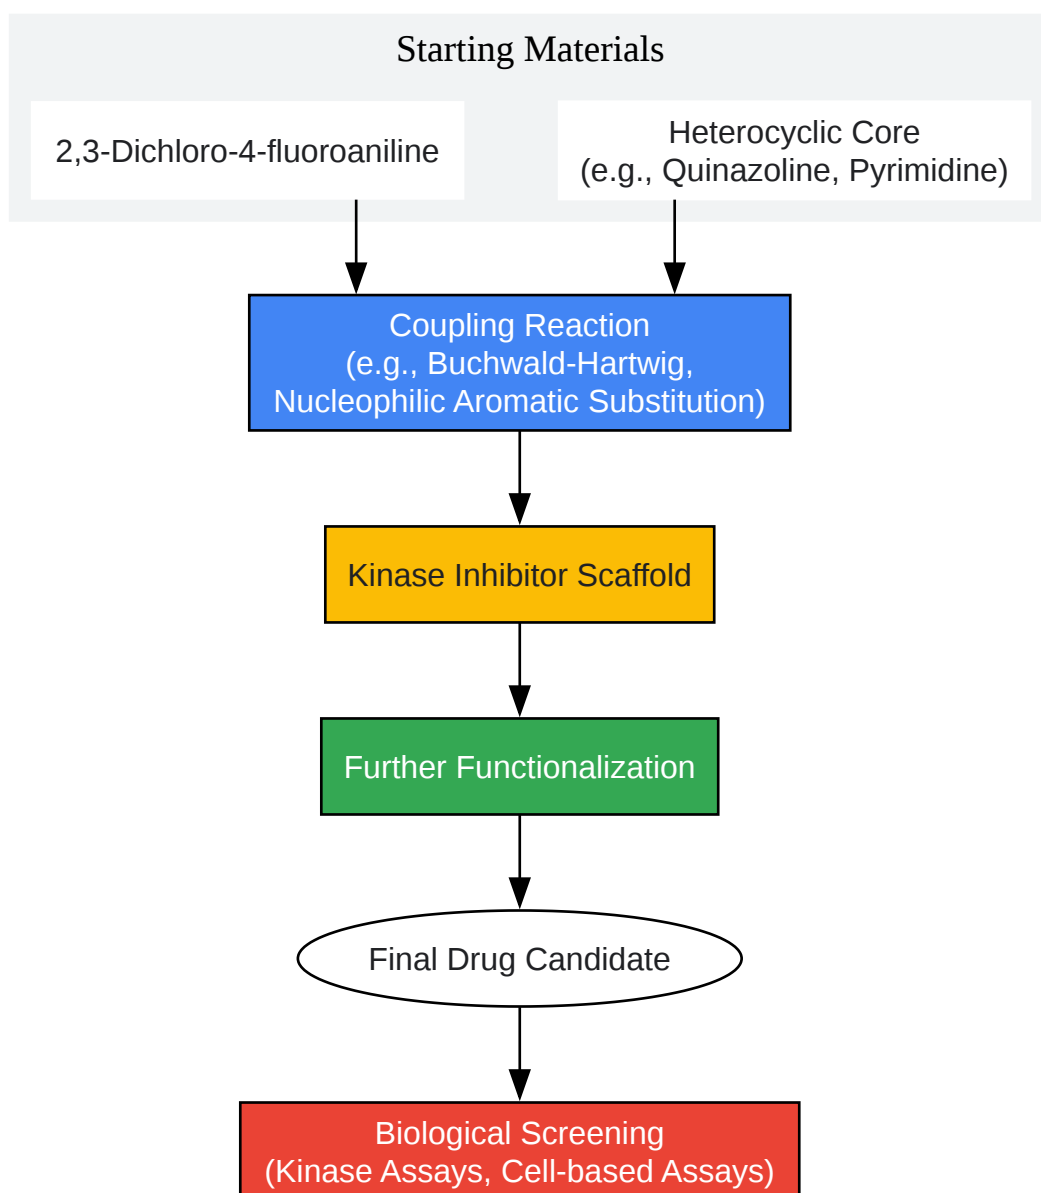 Starting Materials
2,3-Dichloro-4-fluoroaniline
Heterocyclic Core
(e.g., Quinazoline, Pyrimidine)
Coupling Reaction
(e.g., Buchwald-Hartwig,
Nucleophilic Aromatic Substitution)
Kinase Inhibitor Scaffold
Further Functionalization
Final Drug Candidate
Biological Screening
(Kinase Assays, Cell-based Assays)